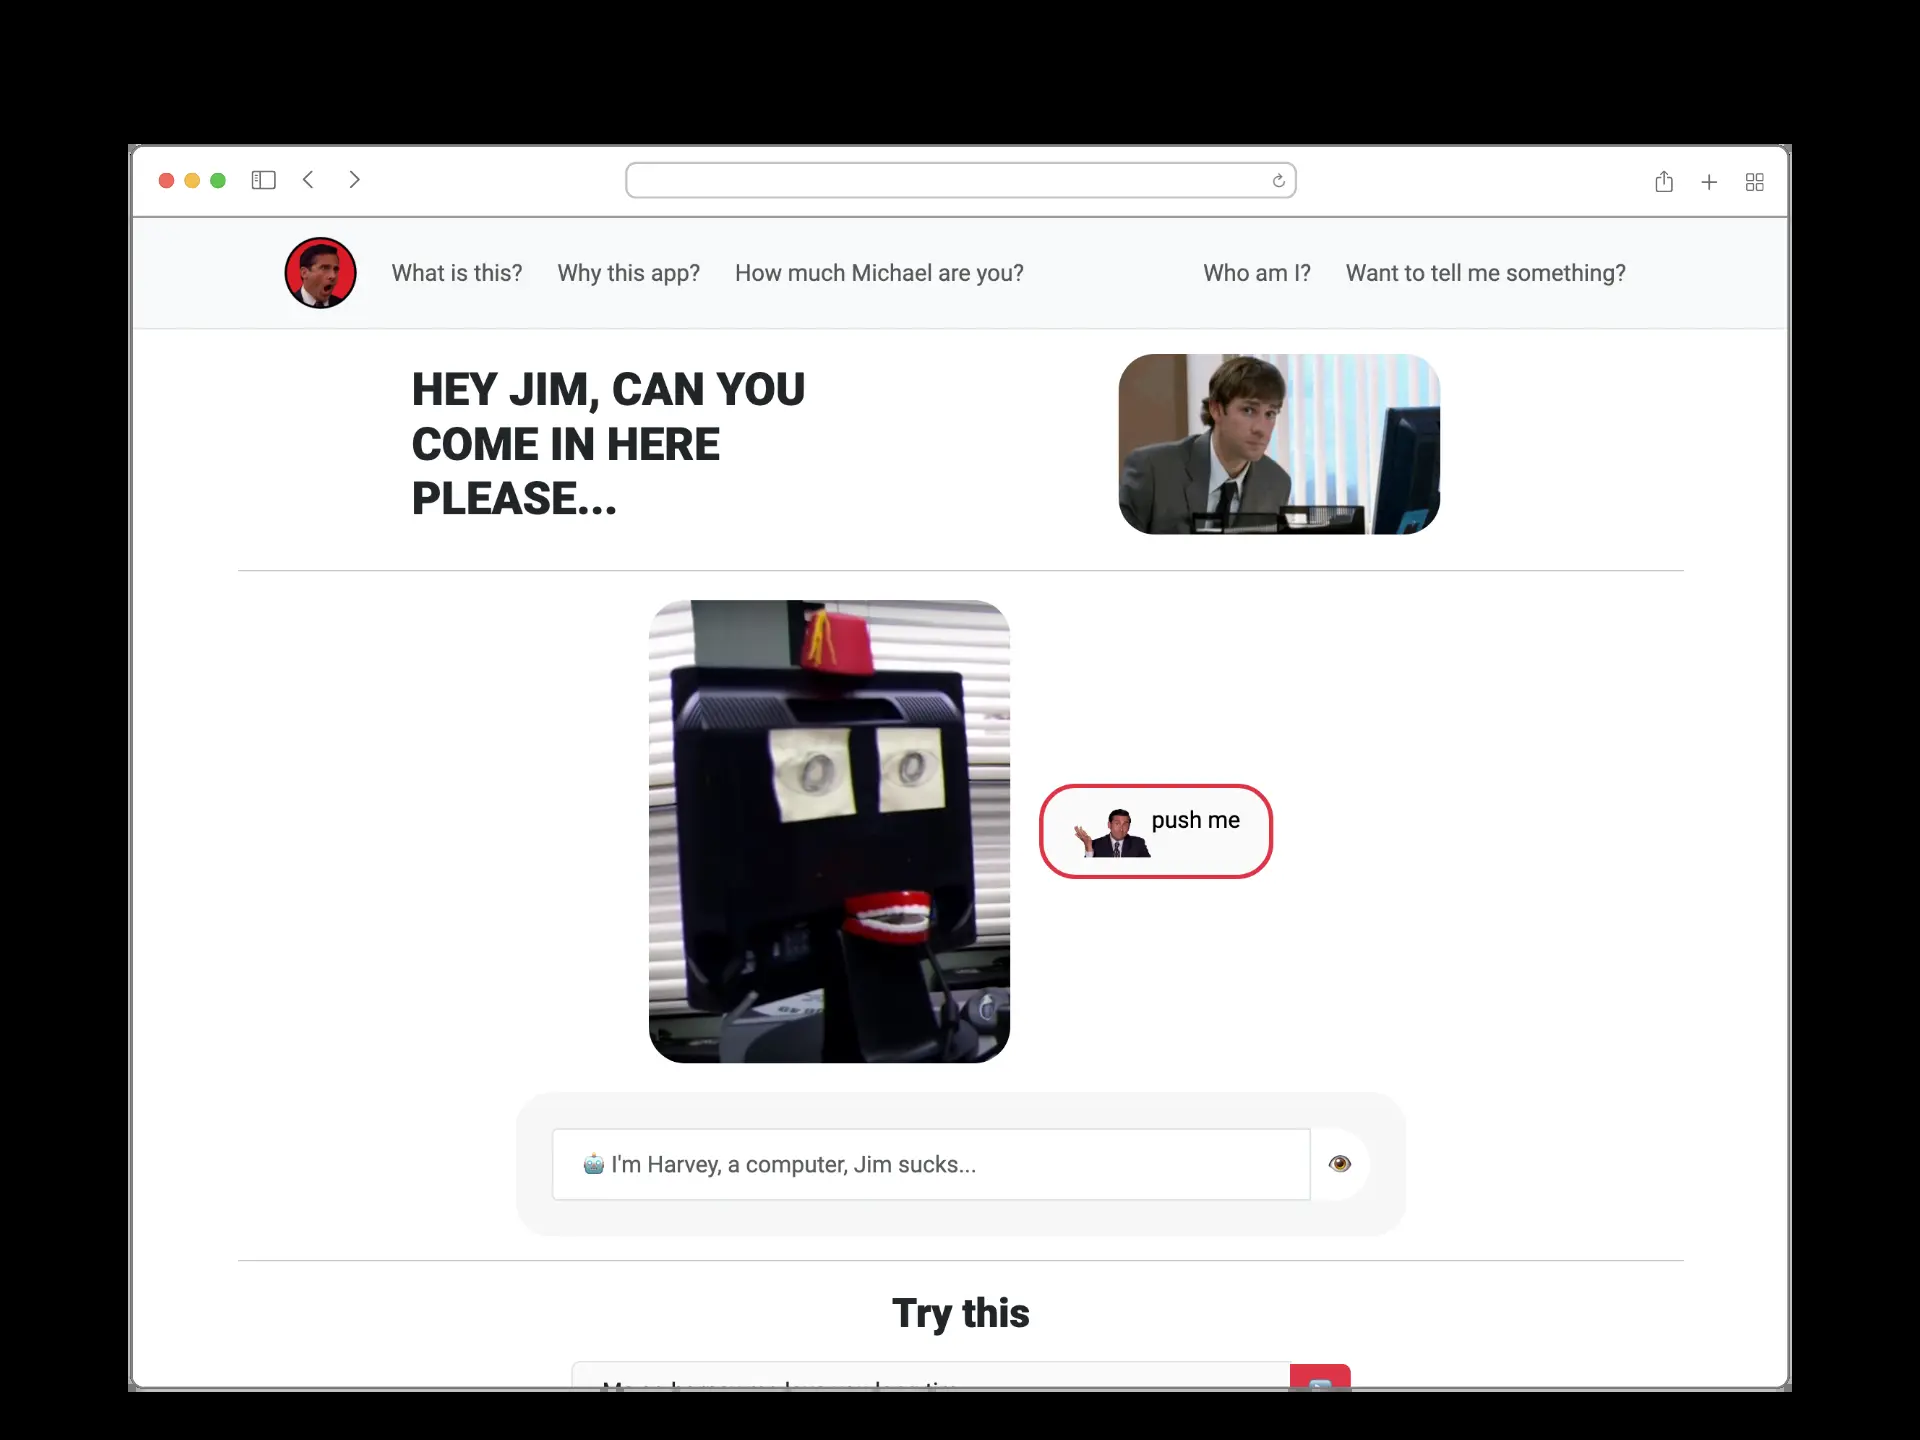 What is this?
Why this app?
How much Michael are you?
Who am I?
Want to tell me something?
HEY JIM, CAN YOU
COME IN HERE
PLEASE...
push me
🤖 I'm Harvey, a computer, Jim sucks...
Try this